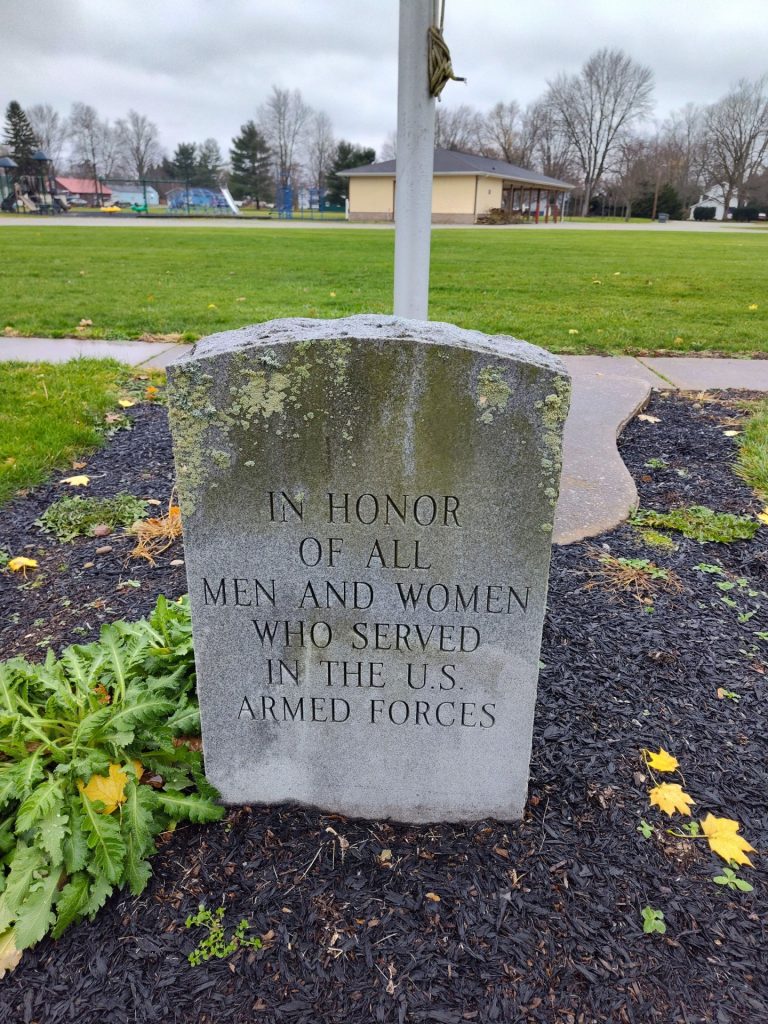 IN HONOR
OF ALL
MEN AND WOMEN
WHO SERVED
IN THE U.S.
ARMED FORCES